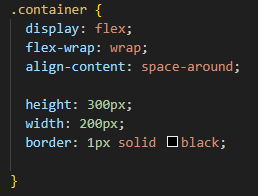 .container {
  display: flex;
  flex-wrap: wrap;
  align-content: space-around;

  height: 300px;
  width: 200px;
  border: 1px solid black;

}